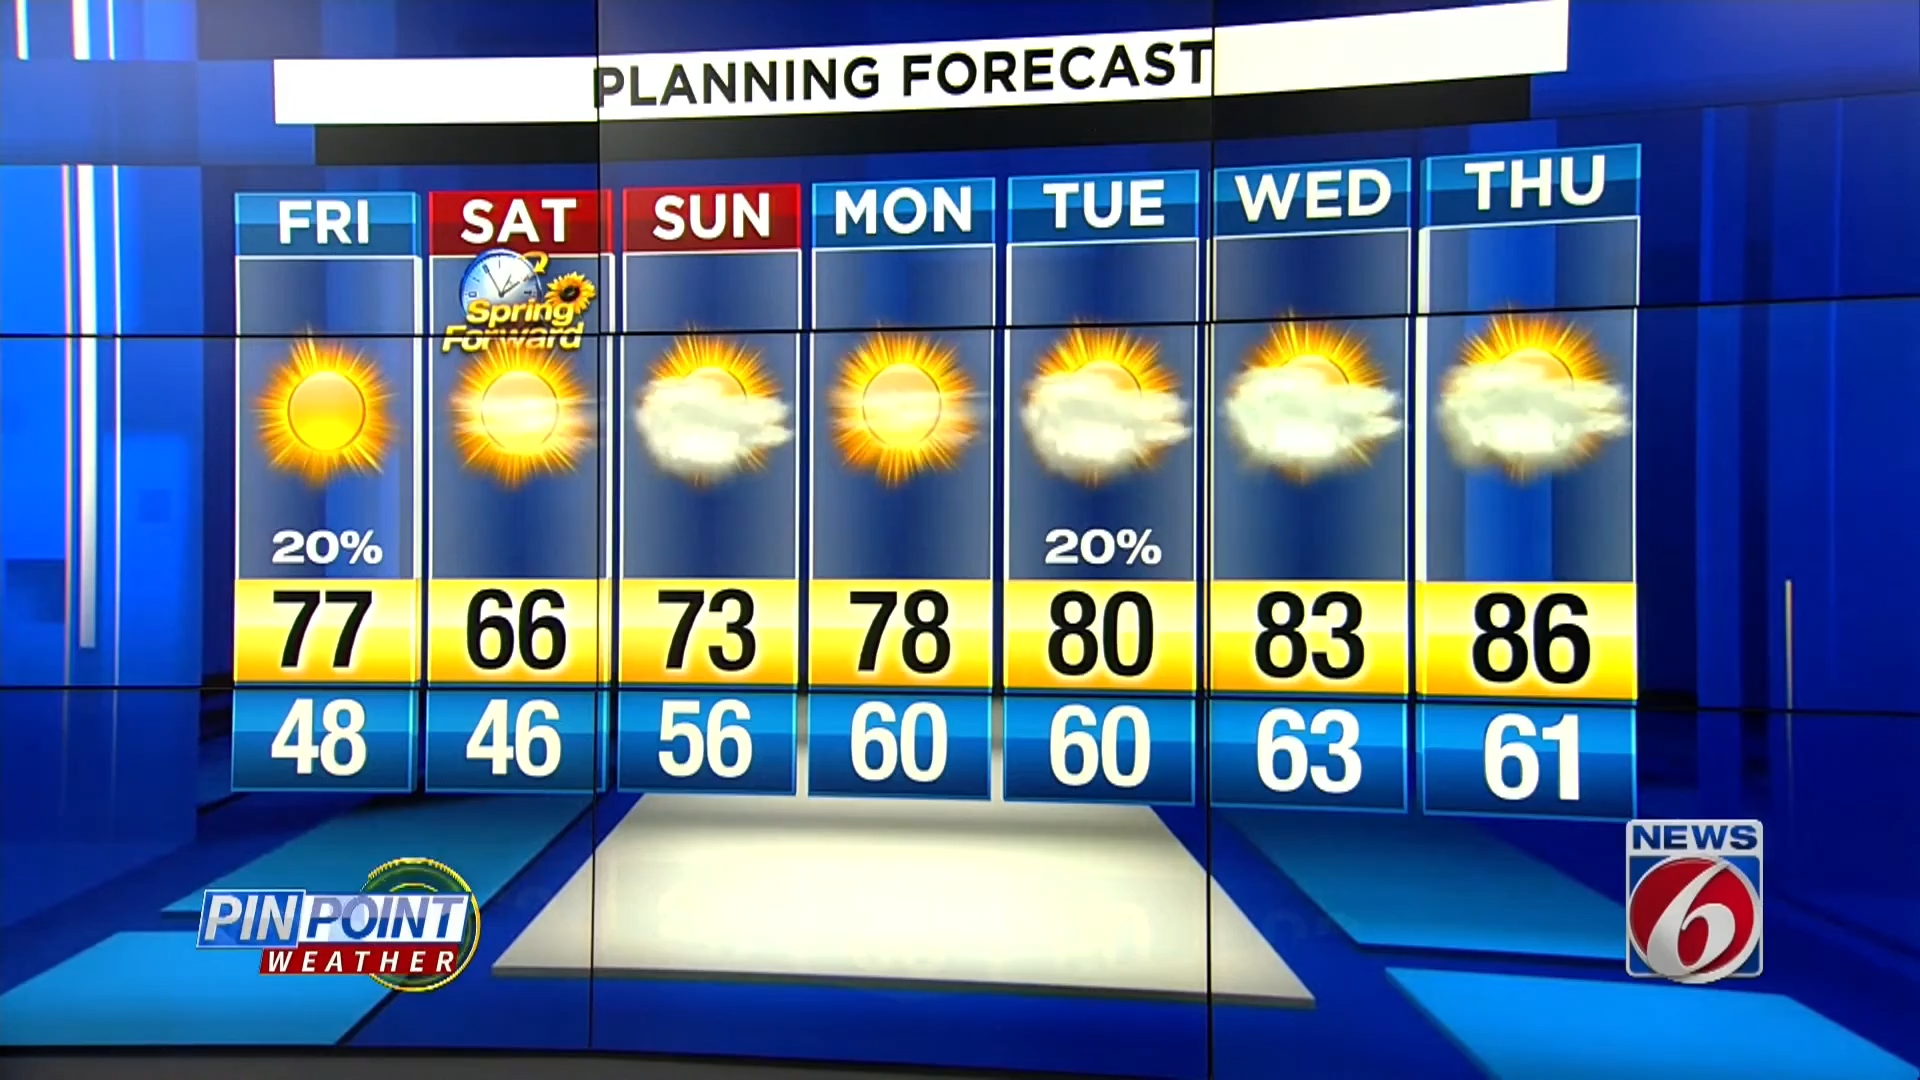 PLANNING FORECAST
FRI SAT SUN MON TUE WED THU
Spring
Forward
20% 20%
77 66 73 78 80 83 86
48 46 56 60 60 63 61
PINPOINT
WEATHER
NEWS
6